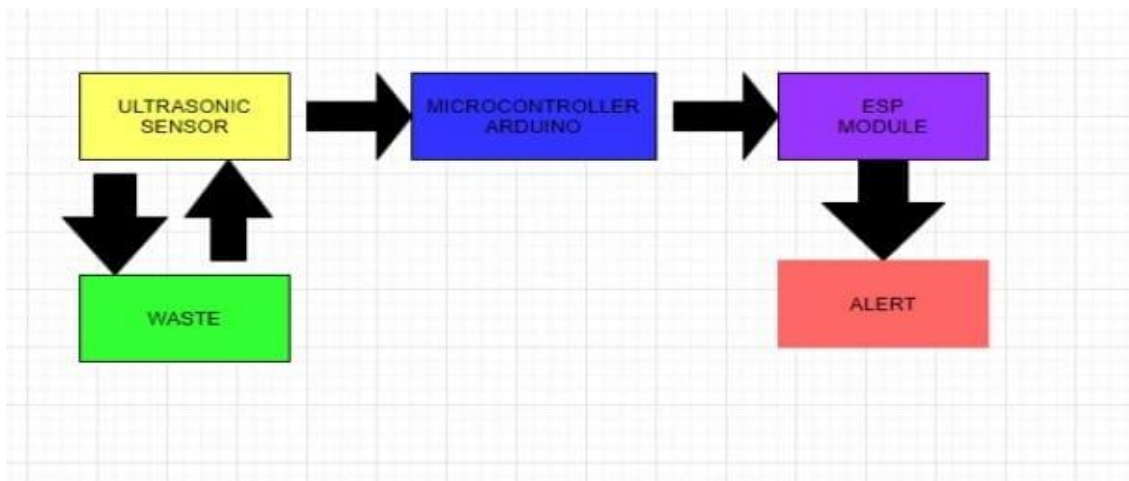 ULTRASONIC
SENSOR
MICROCONTROLLER
ARDUINO
ESP
MODULE
WASTE
ALERT